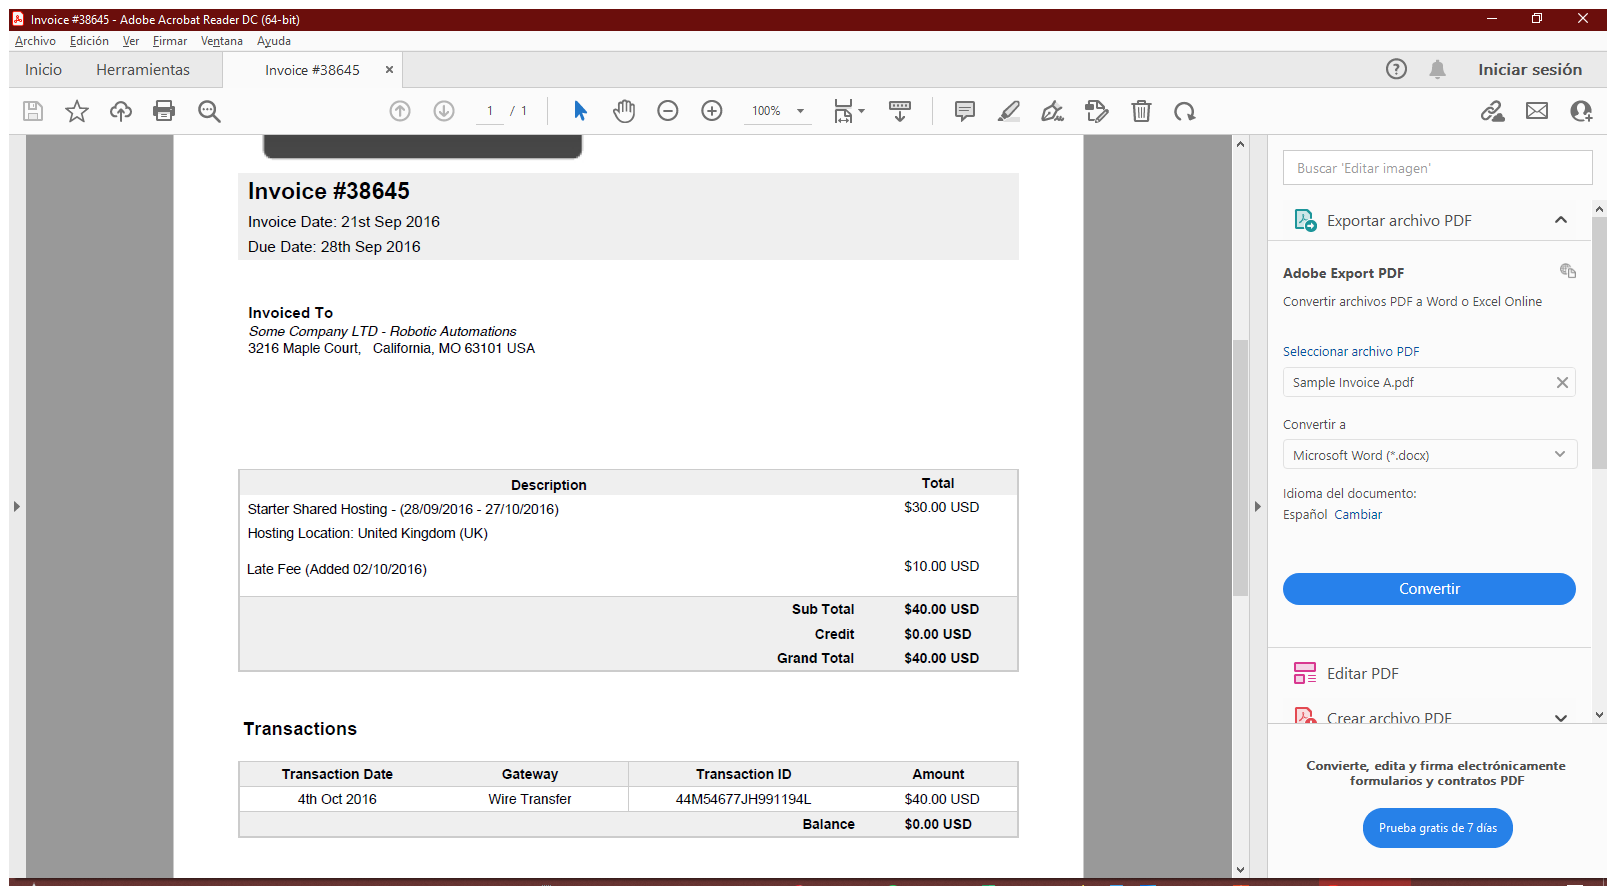 Invoice #38645 - Adobe Acrobat Reader DC (64-bit)
Archivo Edición Ver Firmar Ventana Ayuda
Inicio Herramientas Invoice #38645 × Iniciar sesión
1 / 1 100%
Invoice #38645
Invoice Date: 21st Sep 2016
Due Date: 28th Sep 2016
Invoiced To
Some Company LTD - Robotic Automations
3216 Maple Court, California, MO 63101 USA
Description Total
Starter Shared Hosting - (28/09/2016 - 27/10/2016) $30.00 USD
Hosting Location: United Kingdom (UK)
Late Fee (Added 02/10/2016) $10.00 USD
Sub Total $40.00 USD
Credit $0.00 USD
Grand Total $40.00 USD
Transactions
Transaction Date Gateway Transaction ID Amount
4th Oct 2016 Wire Transfer 44M54677JH991194L $40.00 USD
Balance $0.00 USD
Buscar 'Editar imagen'
Exportar archivo PDF
Adobe Export PDF
Convertir archivos PDF a Word o Excel Online
Seleccionar archivo PDF
Sample Invoice A.pdf
Convertir a
Microsoft Word (*.docx)
Idioma del documento:
Español Cambiar
Convertir
Editar PDF
Crear archivo PDF
Convierte, edita y firma electrónicamente
formularios y contratos PDF
Prueba gratis de 7 días